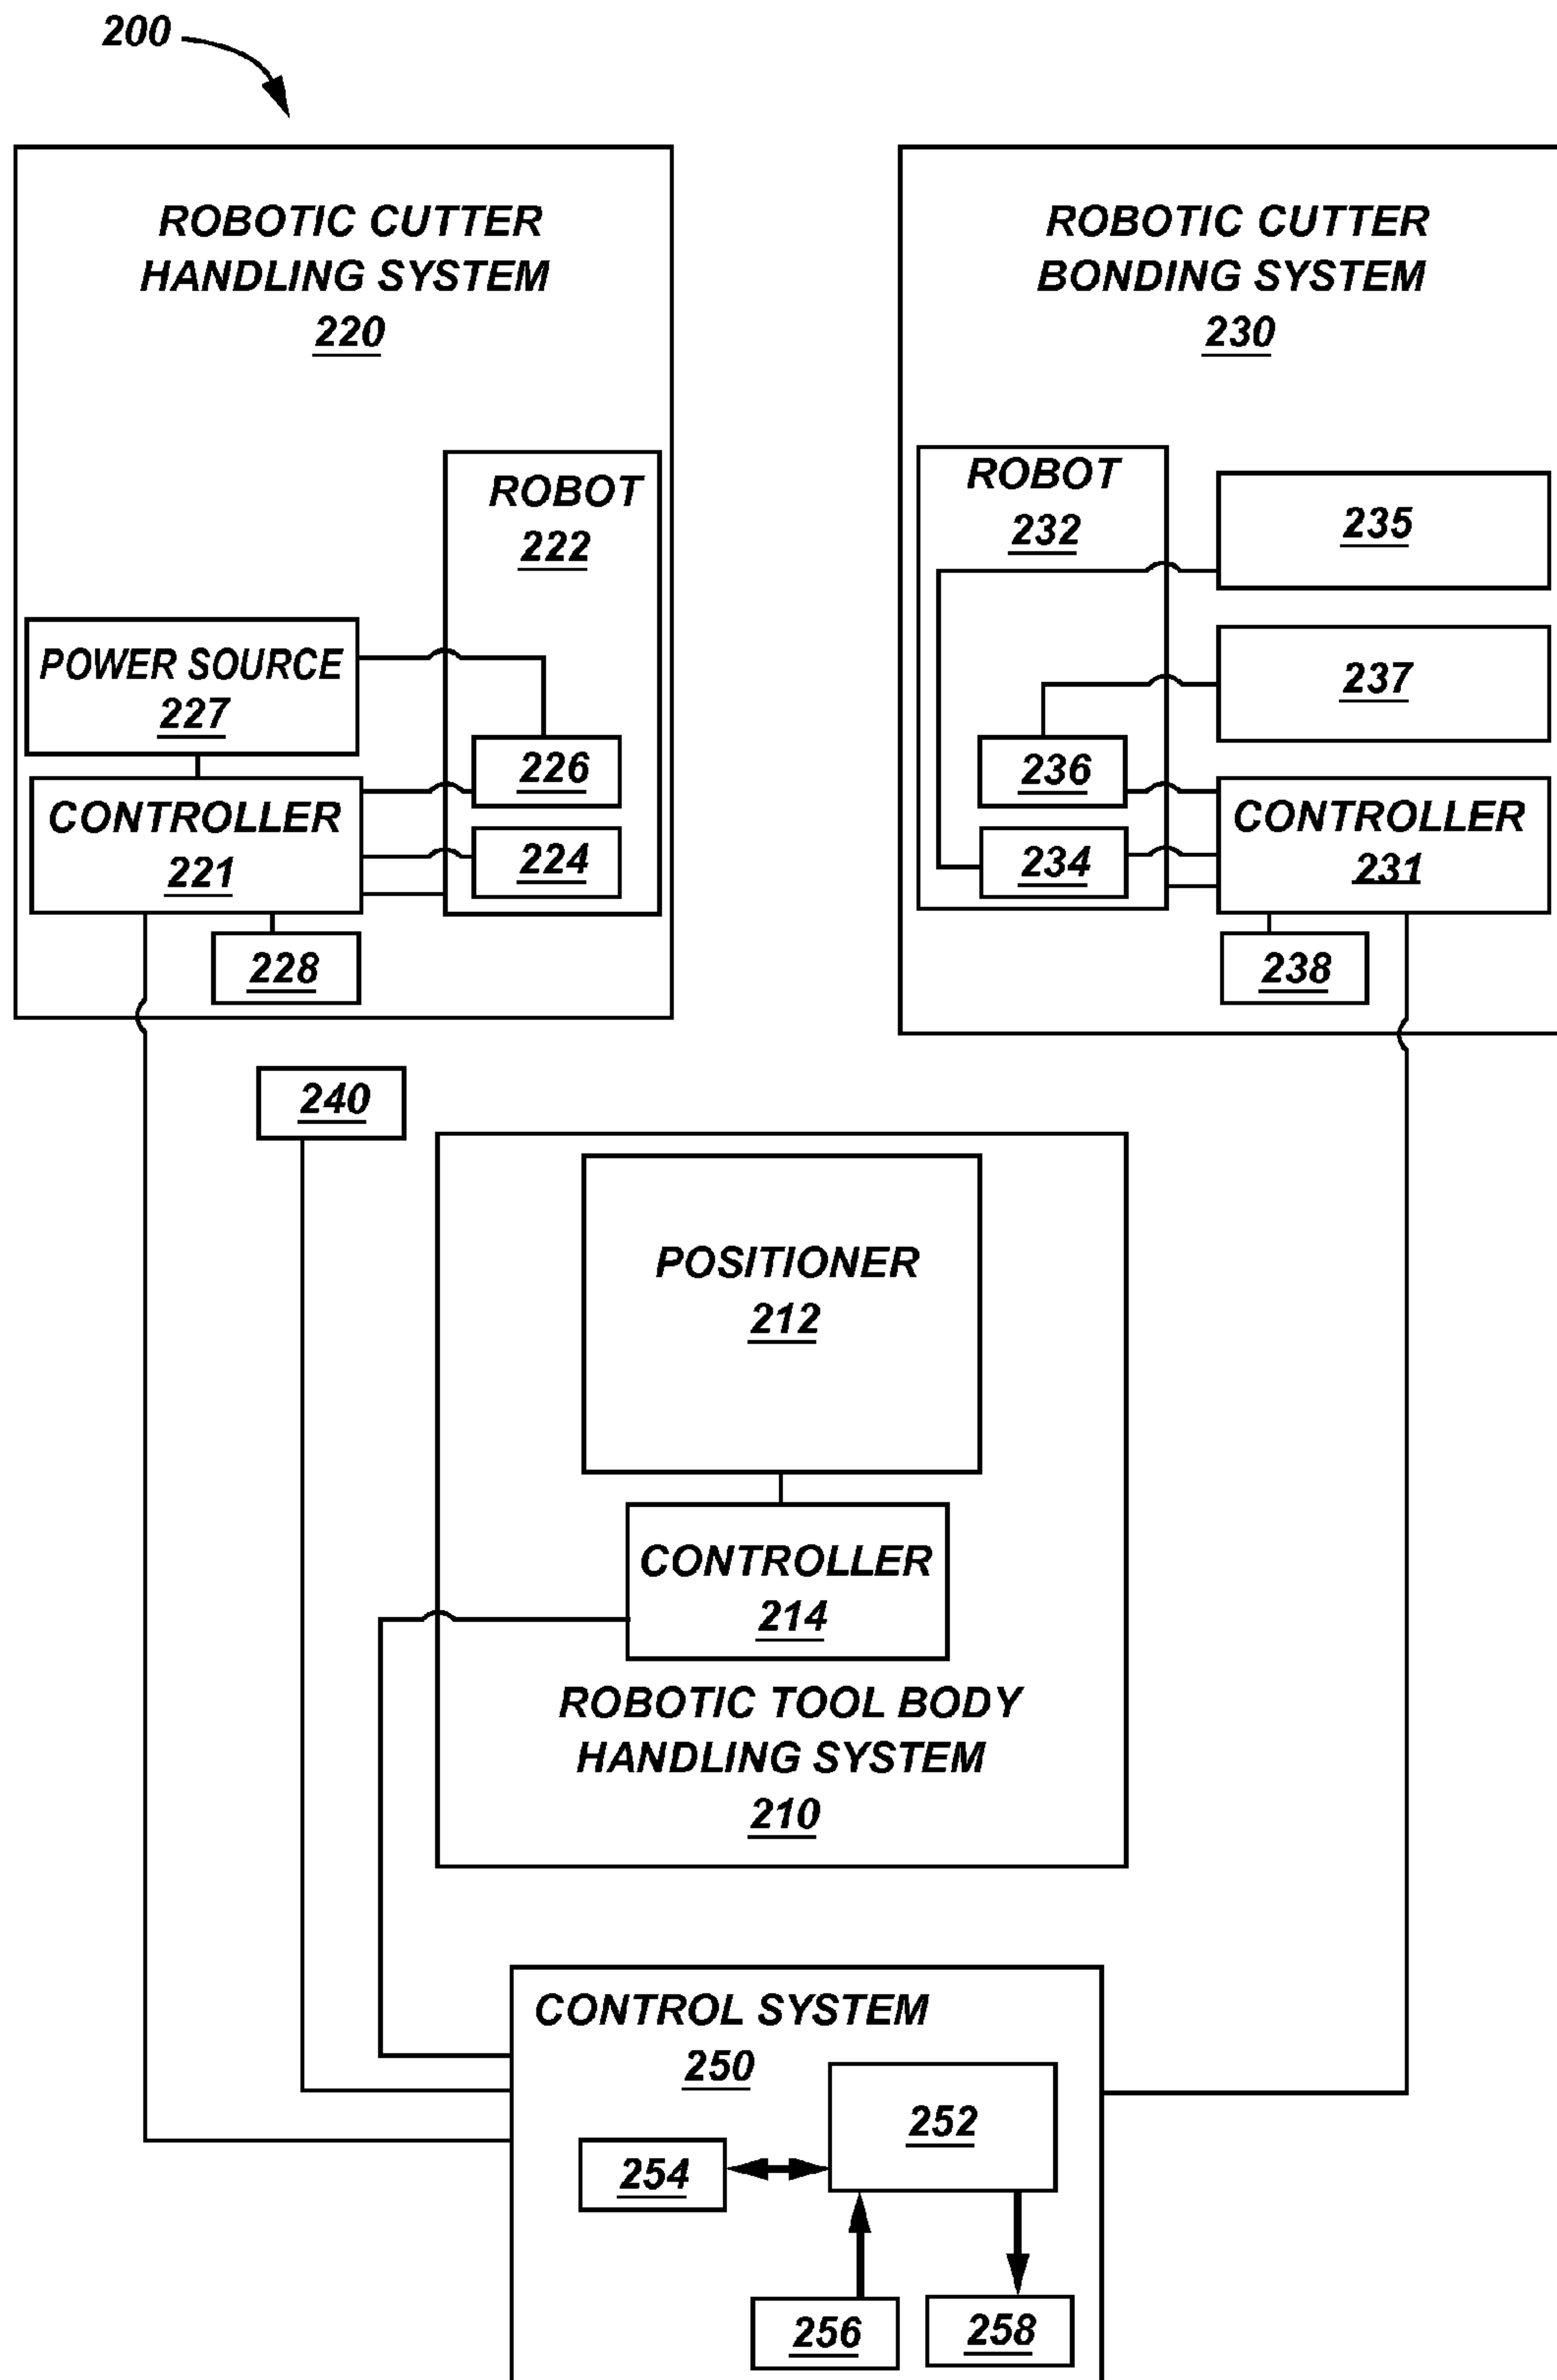 200
ROBOTIC CUTTER
HANDLING SYSTEM
220
ROBOT
222
POWER SOURCE
227
226
CONTROLLER
221
224
228
ROBOTIC CUTTER
BONDING SYSTEM
230
ROBOT
232
235
237
236
CONTROLLER
231
234
238
240
POSITIONER
212
CONTROLLER
214
ROBOTIC TOOL BODY
HANDLING SYSTEM
210
CONTROL SYSTEM
250
252
254
256
258